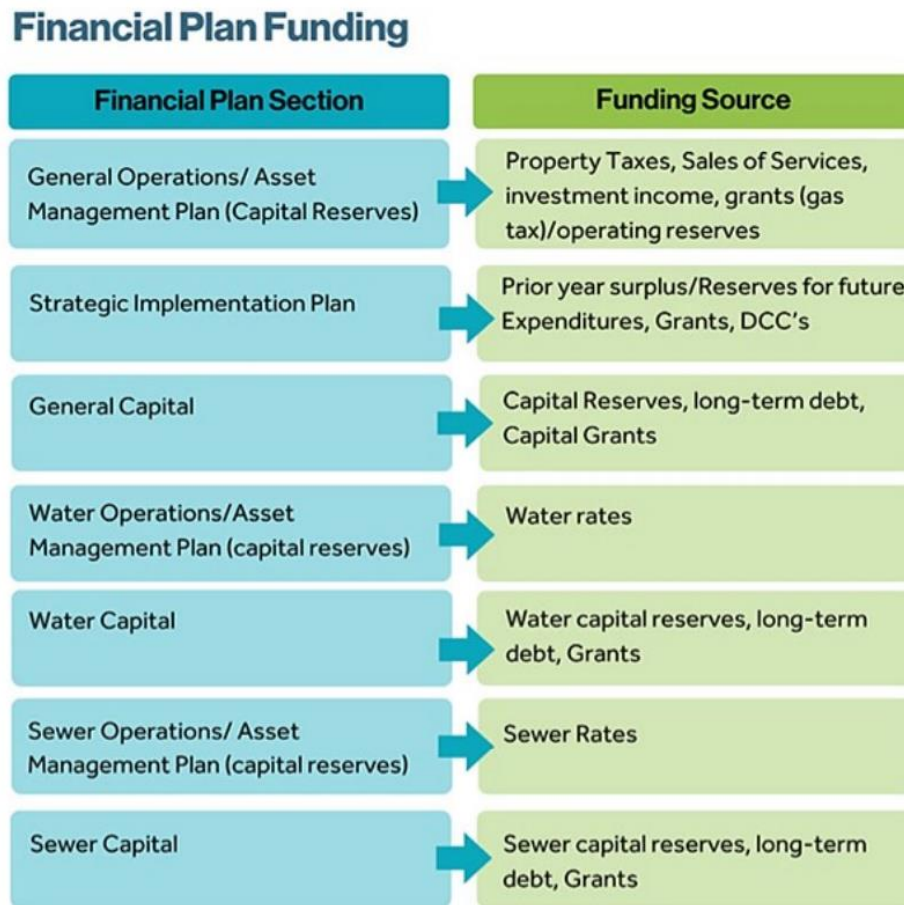 Financial Plan Funding
Financial Plan Section
Funding Source
General Operations/ Asset
Management Plan (Capital Reserves)
Property Taxes, Sales of Services,
investment income, grants (gas
tax)/operating reserves
Strategic Implementation Plan
Prior year surplus/Reserves for future
Expenditures, Grants, DCC's
General Capital
Capital Reserves, long-term debt,
Capital Grants
Water Operations/Asset
Management Plan (capital reserves)
Water rates
Water Capital
Water capital reserves, long-term
debt, Grants
Sewer Operations/ Asset
Management Plan (capital reserves)
Sewer Rates
Sewer Capital
Sewer capital reserves, long-term
debt, Grants